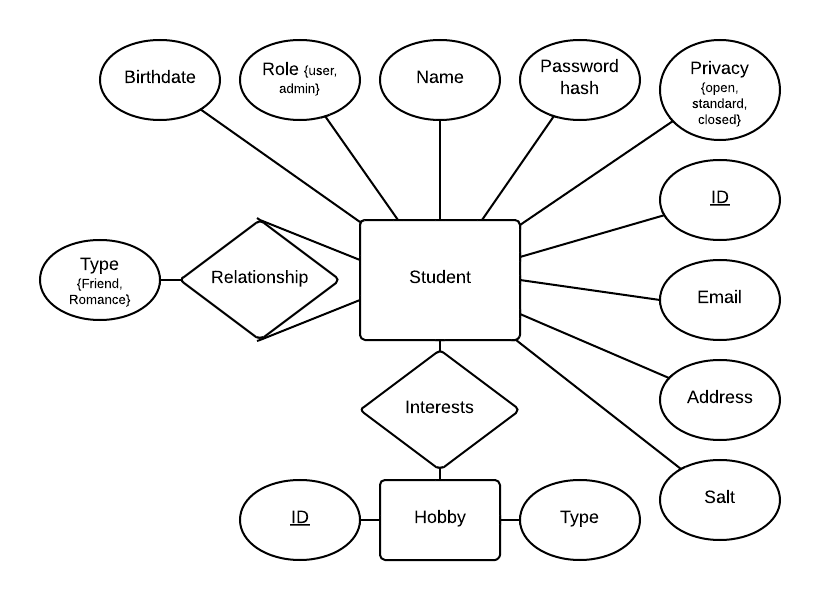 Birthdate
Role {user,
admin}
Name
Password
hash
Privacy
{open,
standard,
closed}
ID
Type
{Friend,
Romance}
Relationship
Student
Email
Address
Interests
Salt
ID
Hobby
Type